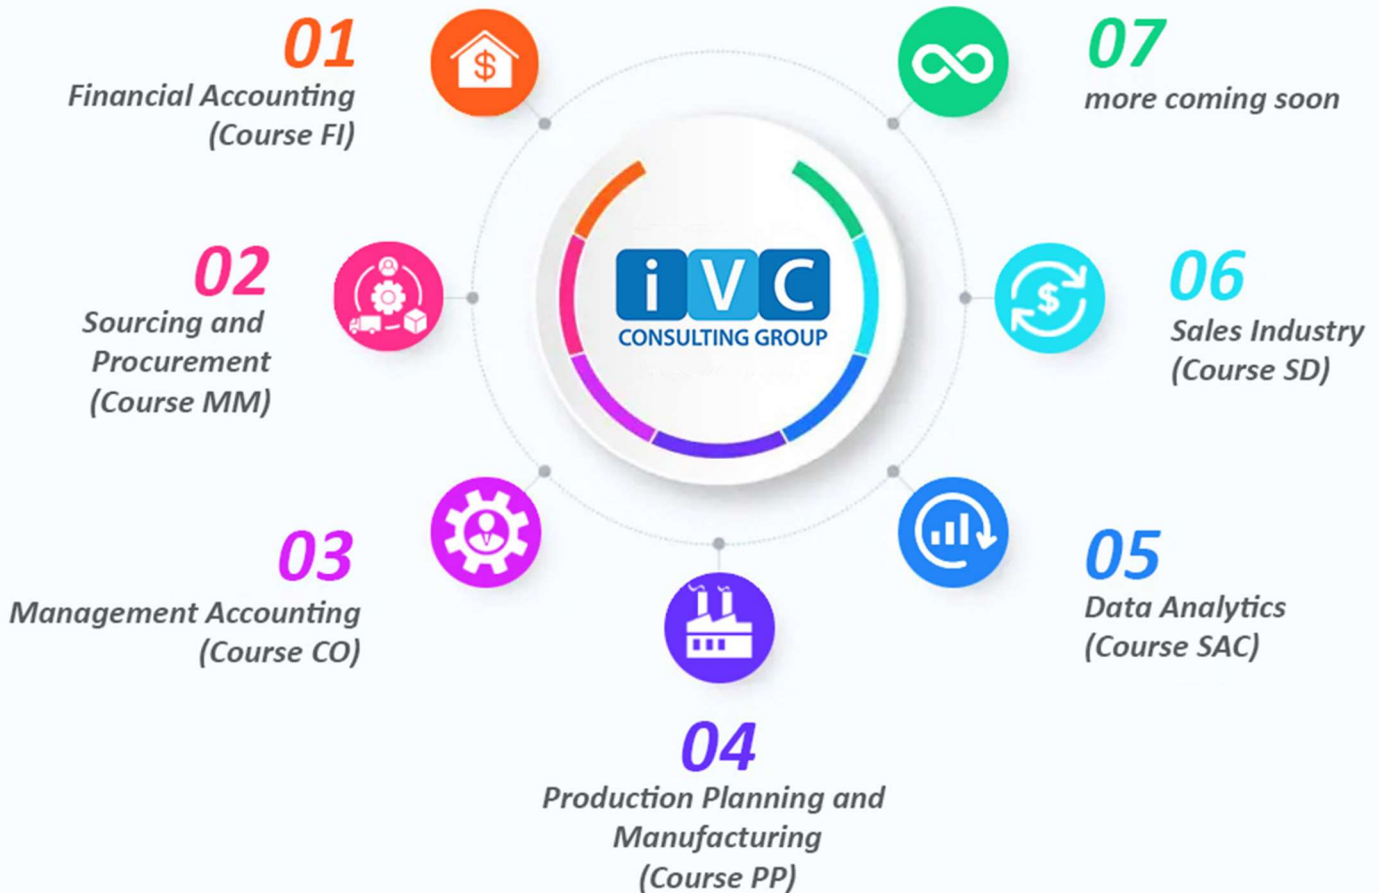 01
Financial Accounting
(Course FI)
02
Sourcing and
Procurement
(Course MM)
03
Management Accounting
(Course CO)
04
Production Planning and
Manufacturing
(Course PP)
05
Data Analytics
(Course SAC)
06
Sales Industry
(Course SD)
07
more coming soon
iVC
CONSULTING GROUP
$
$